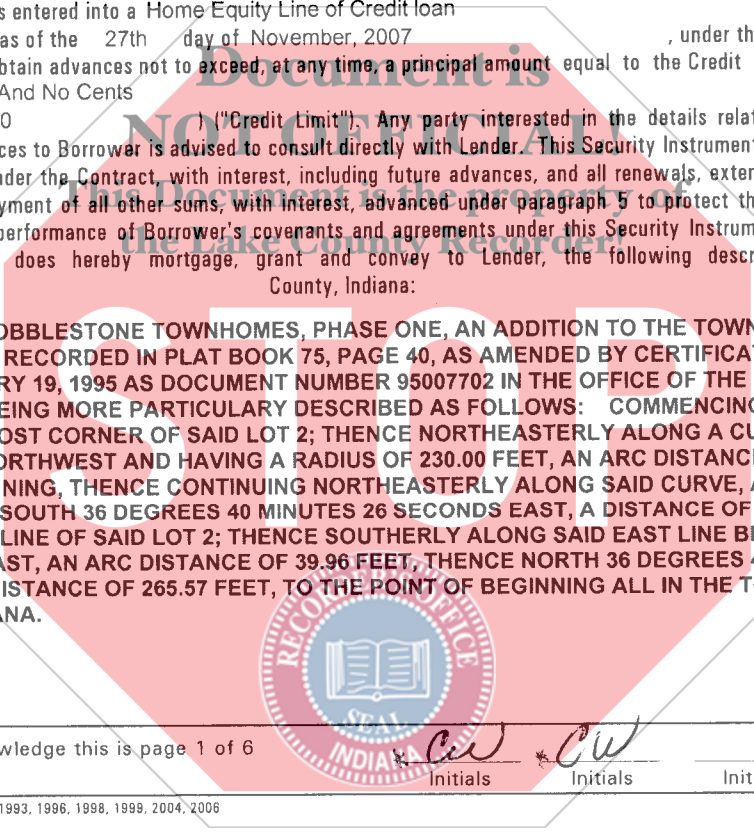 s entered into a Home Equity Line of Credit loan
as of the 27th day of November, 2007 , under th
btain advances not to exceed, at any time, a principal amount equal to the Credit
And No Cents
0 ) ("Credit Limit"). Any party interested in the details relat
ces to Borrower is advised to consult directly with Lender. This Security Instrument
nder the Contract, with interest, including future advances, and all renewals, exten
yment of all other sums, with interest, advanced under paragraph 5 to protect th
performance of Borrower's covenants and agreements under this Security Instrum
does hereby mortgage, grant and convey to Lender, the following descr
County, Indiana:
Document is
NOT OFFICIAL!
This Document is the property of
the Lake County Recorder!
STOP
OBBLESTONE TOWNHOMES, PHASE ONE, AN ADDITION TO THE TOWN
RECORDED IN PLAT BOOK 75, PAGE 40, AS AMENDED BY CERTIFICA
RY 19, 1995 AS DOCUMENT NUMBER 95007702 IN THE OFFICE OF THE
EING MORE PARTICULARY DESCRIBED AS FOLLOWS: COMMENCING
OST CORNER OF SAID LOT 2; THENCE NORTHEASTERLY ALONG A CU
ORTHWEST AND HAVING A RADIUS OF 230.00 FEET, AN ARC DISTANC
NING, THENCE CONTINUING NORTHEASTERLY ALONG SAID CURVE, A
SOUTH 36 DEGREES 40 MINUTES 26 SECONDS EAST, A DISTANCE OF
LINE OF SAID LOT 2; THENCE SOUTHERLY ALONG SAID EAST LINE B
AST, AN ARC DISTANCE OF 39.96 FEET, THENCE NORTH 36 DEGREES 4
ISTANCE OF 265.57 FEET, TO THE POINT OF BEGINNING ALL IN THE T
ANA.
RECORDER'S OFFICE
SEAL
INDIANA
wledge this is page 1 of 6
CW CW
Initials Initials Init
1993, 1996, 1998, 1999, 2004, 2006